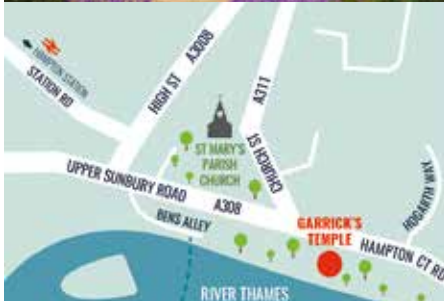 HAMPTON STATION
STATION RD
HIGH ST
A3008
A311
CHURCH ST
ST MARY'S
PARISH
CHURCH
UPPER SUNBURY ROAD
A308
BENS ALLEY
GARRICK'S
TEMPLE
HOGARTH WAY
HAMPTON CT RD
RIVER THAMES